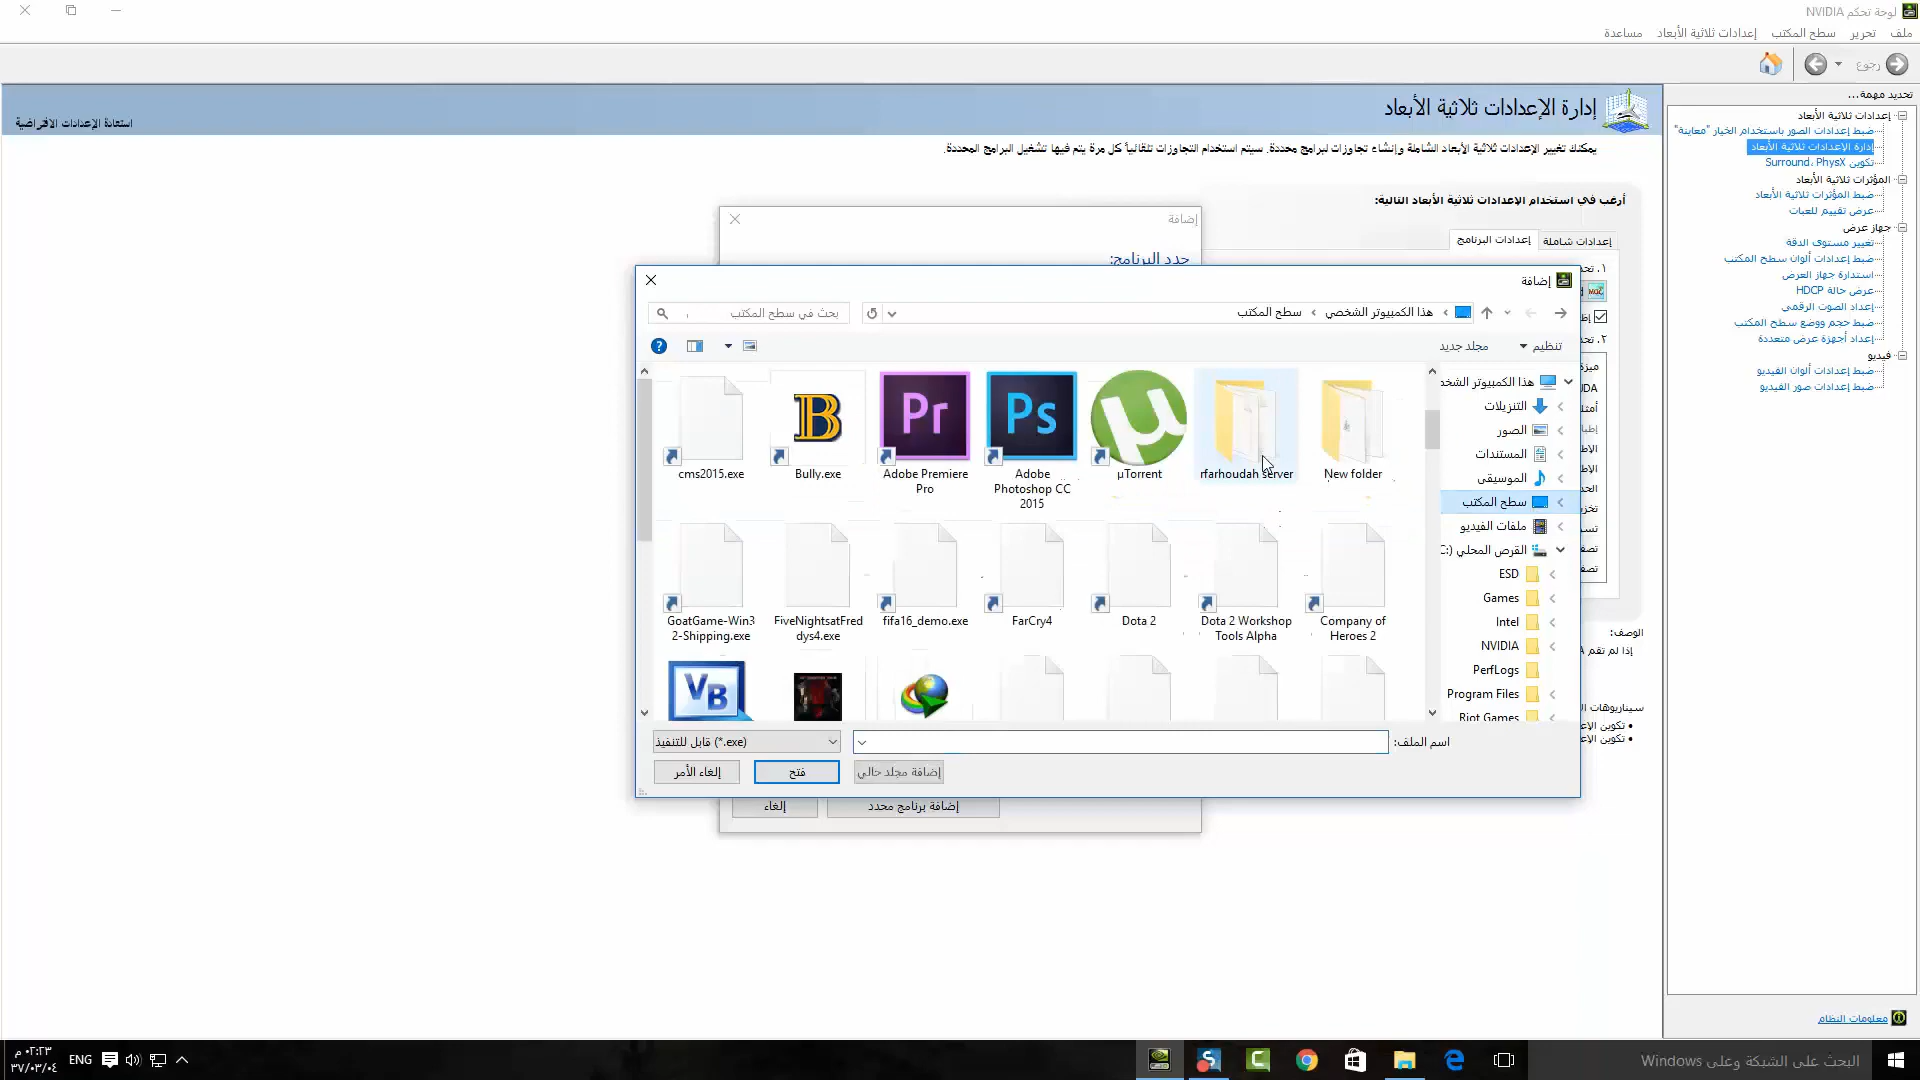 لوحة تحكم NVIDIA
ملف تحرير سطح المكتب إعدادات ثلاثية الأبعاد مساعدة
رجوع
تحديد مهمة...
إعدادات ثلاثية الأبعاد
ضبط إعدادات الصور باستخدام الخيار "معاينة"
إدارة الإعدادات ثلاثية الأبعاد
تكوين Surround، PhysX
المؤثرات ثلاثية الأبعاد
ضبط المؤثرات ثلاثية الأبعاد
عرض تقييم للعبات
جهاز عرض
تغيير مستوى الدقة
ضبط إعدادات ألوان سطح المكتب
استدارة جهاز العرض
عرض حالة HDCP
إعداد الصوت الرقمي
ضبط حجم ووضع سطح المكتب
إعداد أجهزة عرض متعددة
فيديو
ضبط إعدادات ألوان الفيديو
ضبط إعدادات صور الفيديو
معلومات النظام
إدارة الإعدادات ثلاثية الأبعاد
استعادة الإعدادات الافتراضية
يمكنك تغيير الإعدادات ثلاثية الأبعاد الشاملة وإنشاء تجاوزات لبرامج محددة. سيتم استخدام التجاوزات تلقائياً كل مرة يتم فيها تشغيل البرامج المحددة.
أرغب في استخدام الإعدادات ثلاثية الأبعاد التالية:
إعدادات شاملة
إعدادات البرنامج
الوصف:
إذا لم تقم
إضافة
حدد البرنامج:
إضافة
هذا الكمبيوتر الشخصي › سطح المكتب
بحث في سطح المكتب
تنظيم
مجلد جديد
هذا الكمبيوتر الشخ
التنزيلات
الصور
المستندات
الموسيقى
سطح المكتب
ملفات الفيديو
القرص المحلي (:C
ESD
Games
Intel
NVIDIA
PerfLogs
Program Files
Riot Games
New folder
rfarhoudah server
µTorrent
Adobe Photoshop CC 2015
Adobe Premiere Pro
Bully.exe
cms2015.exe
Company of Heroes 2
Dota 2 Workshop Tools Alpha
Dota 2
FarCry4
fifa16_demo.exe
FiveNightsatFreddys4.exe
GoatGame-Win32-Shipping.exe
اسم الملف:
قابل للتنفيذ (*.exe)
إضافة مجلد حالي
فتح
إلغاء الأمر
إضافة برنامج محدد
إلغاء
البحث على الشبكة وعلى Windows
ENG
٠٢:٢٣ م
٣٧/٠٣/٠٤